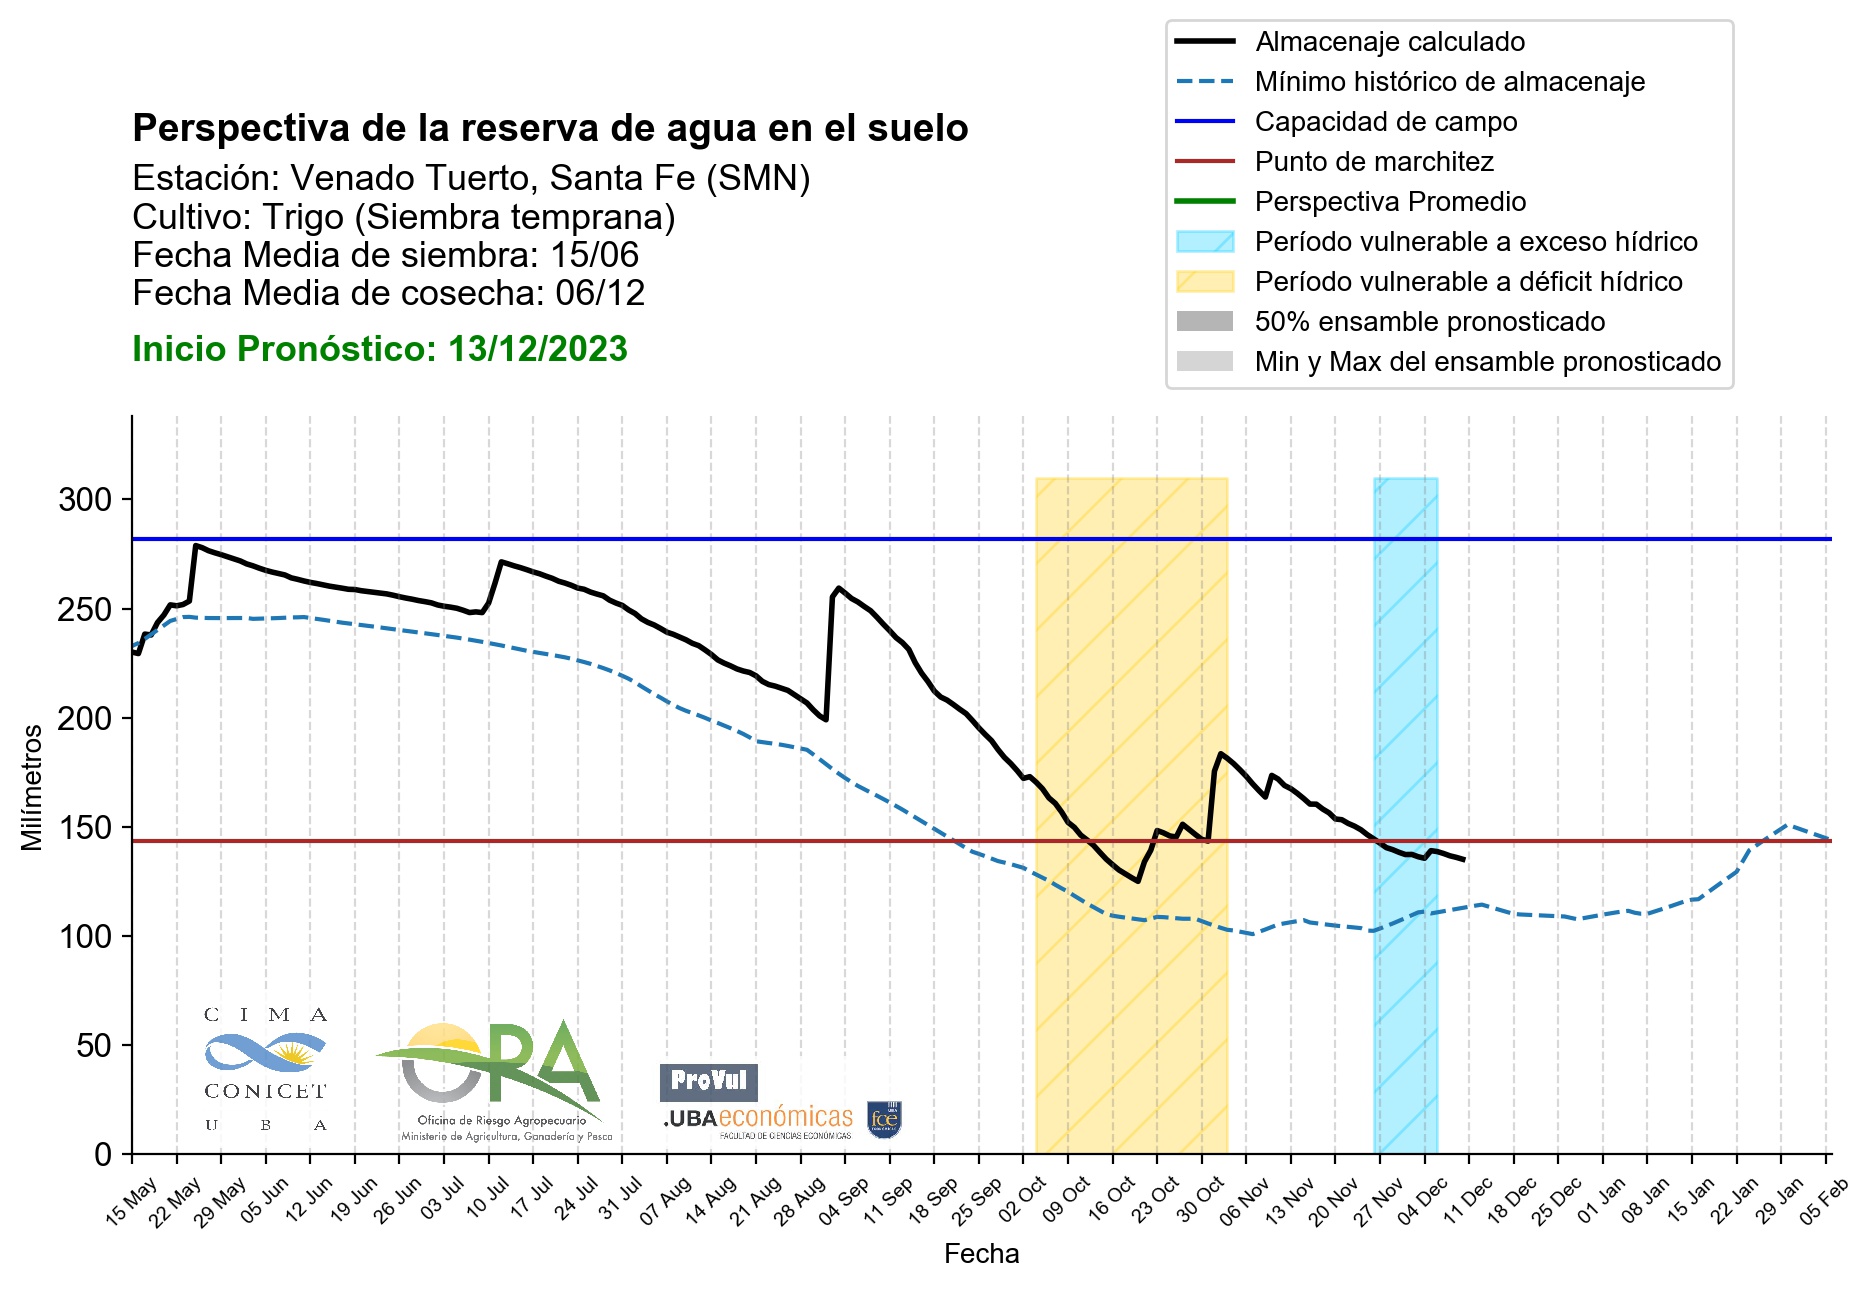 Almacenaje calculado
Mínimo histórico de almacenaje
Capacidad de campo
Punto de marchitez
Perspectiva Promedio
Período vulnerable a exceso hídrico
Período vulnerable a déficit hídrico
50% ensamble pronosticado
Min y Max del ensamble pronosticado
Perspectiva de la reserva de agua en el suelo
Estación: Venado Tuerto, Santa Fe (SMN)
Cultivo: Trigo (Siembra temprana)
Fecha Media de siembra: 15/06
Fecha Media de cosecha: 06/12
Inicio Pronóstico: 13/12/2023
Milímetros
300
250
200
150
100
50
0
CIMA
CONICET
UBA
ORA
Oficina de Riesgo Agropecuario
Ministerio de Agricultura, Ganadería y Pesca
ProVul
.UBAeconómicas
FACULTAD DE CIENCIAS ECONÓMICAS
UBA
fce
ECONÓMICAS
15 May
22 May
29 May
05 Jun
12 Jun
19 Jun
26 Jun
03 Jul
10 Jul
17 Jul
24 Jul
31 Jul
07 Aug
14 Aug
21 Aug
28 Aug
04 Sep
11 Sep
18 Sep
25 Sep
02 Oct
09 Oct
16 Oct
23 Oct
30 Oct
06 Nov
13 Nov
20 Nov
27 Nov
04 Dec
11 Dec
18 Dec
25 Dec
01 Jan
08 Jan
15 Jan
22 Jan
29 Jan
05 Feb
Fecha